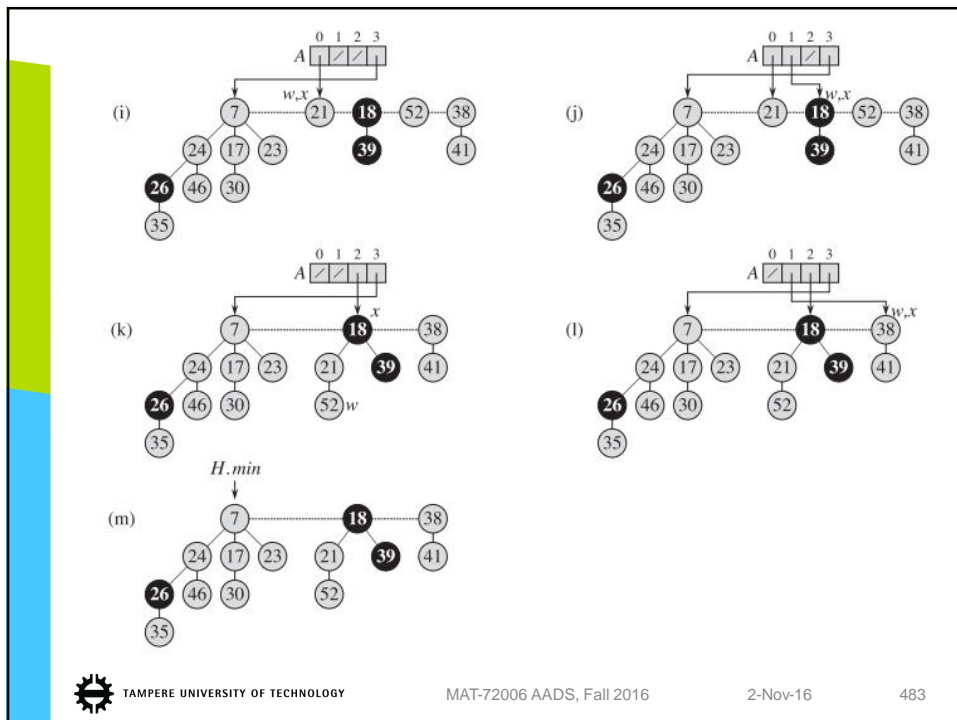 0 1 2 3
A / /
w,x
(i) 7 21 18 52 38
24 17 23 39 41
26 46 30
35
0 1 2 3
A /
w,x
(j) 7 21 18 52 38
24 17 23 39 41
26 46 30
35
0 1 2 3
A / /
x
(k) 7 18 38
24 17 23 21 39 41
26 46 30 52 w
35
0 1 2 3
A /
w,x
(l) 7 18 38
24 17 23 21 39 41
26 46 30 52
35
H.min
(m) 7 18 38
24 17 23 21 39 41
26 46 30 52
35
TAMPERE UNIVERSITY OF TECHNOLOGY MAT-72006 AADS, Fall 2016 2-Nov-16 483